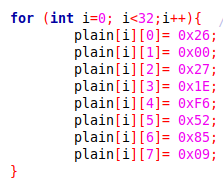 for (int i=0; i<32;i++){
plain[i][0]= 0x26;
plain[i][1]= 0x00;
plain[i][2]= 0x27;
plain[i][3]= 0x1E;
plain[i][4]= 0xF6;
plain[i][5]= 0x52;
plain[i][6]= 0x85;
plain[i][7]= 0x09;
}